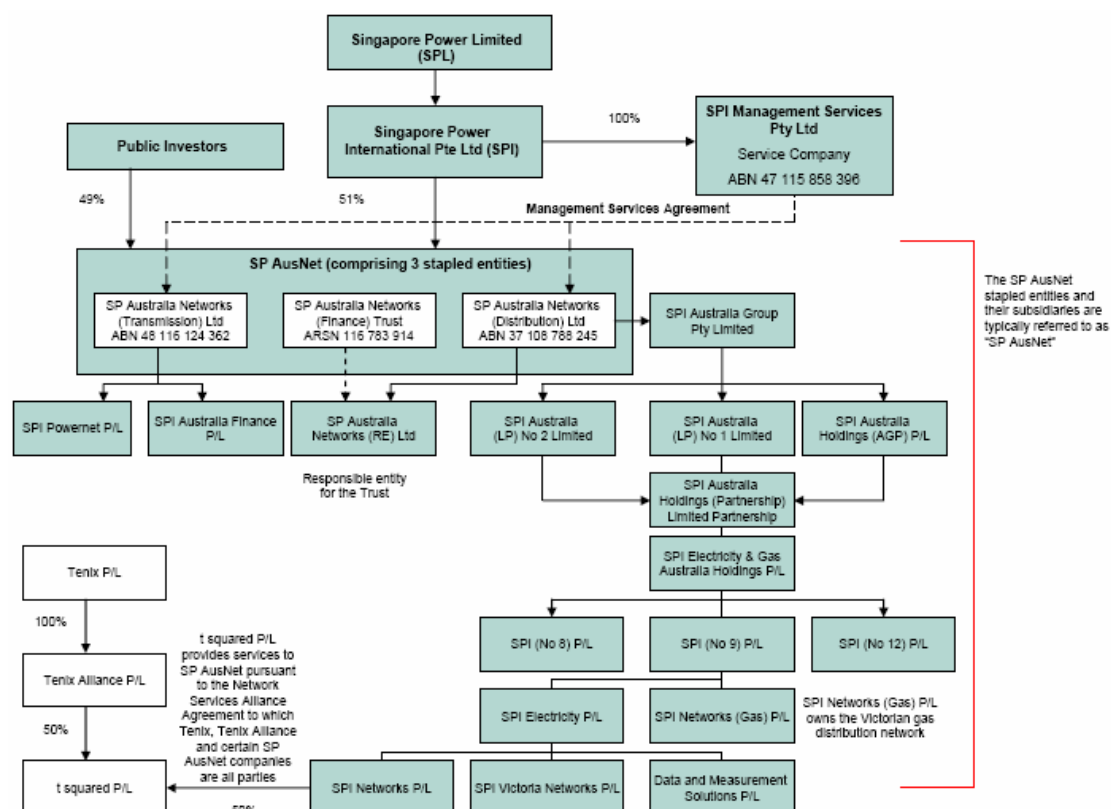 Singapore Power Limited
(SPL)
Singapore Power
International Pte Ltd (SPI)
100%
SPI Management Services
Pty Ltd
Service Company
ABN 47 115 858 396
Public Investors
49%
51%
Management Services Agreement
SP AusNet (comprising 3 stapled entities)
SP Australia Networks
(Transmission) Ltd
ABN 48 116 124 362
SP Australia Networks
(Finance) Trust
ARSN 116 783 914
SP Australia Networks
(Distribution) Ltd
ABN 37 108 788 245
SPI Australia Group
Pty Limited
The SP AusNet
stapled entities and
their subsidiaries are
typically referred to as
"SP AusNet"
SPI Powernet P/L
SPI Australia Finance
P/L
SP Australia
Networks (RE) Ltd
SPI Australia
(LP) No 2 Limited
SPI Australia
(LP) No 1 Limited
SPI Australia
Holdings (AGP) P/L
Responsible entity
for the Trust
SPI Australia
Holdings (Partnership)
Limited Partnership
SPI Electricity & Gas
Australia Holdings P/L
Tenix P/L
100%
Tenix Alliance P/L
50%
t squared P/L
t squared P/L
provides services to
SP AusNet pursuant
to the Network
Services Alliance
Agreement to which
Tenix, Tenix Alliance
and certain SP
AusNet companies
are all parties
SPI (No 8) P/L
SPI (No 9) P/L
SPI (No 12) P/L
SPI Electricity P/L
SPI Networks (Gas) P/L
SPI Networks (Gas) P/L
owns the Victorian gas
distribution network
SPI Networks P/L
SPI Victoria Networks P/L
Data and Measurement
Solutions P/L